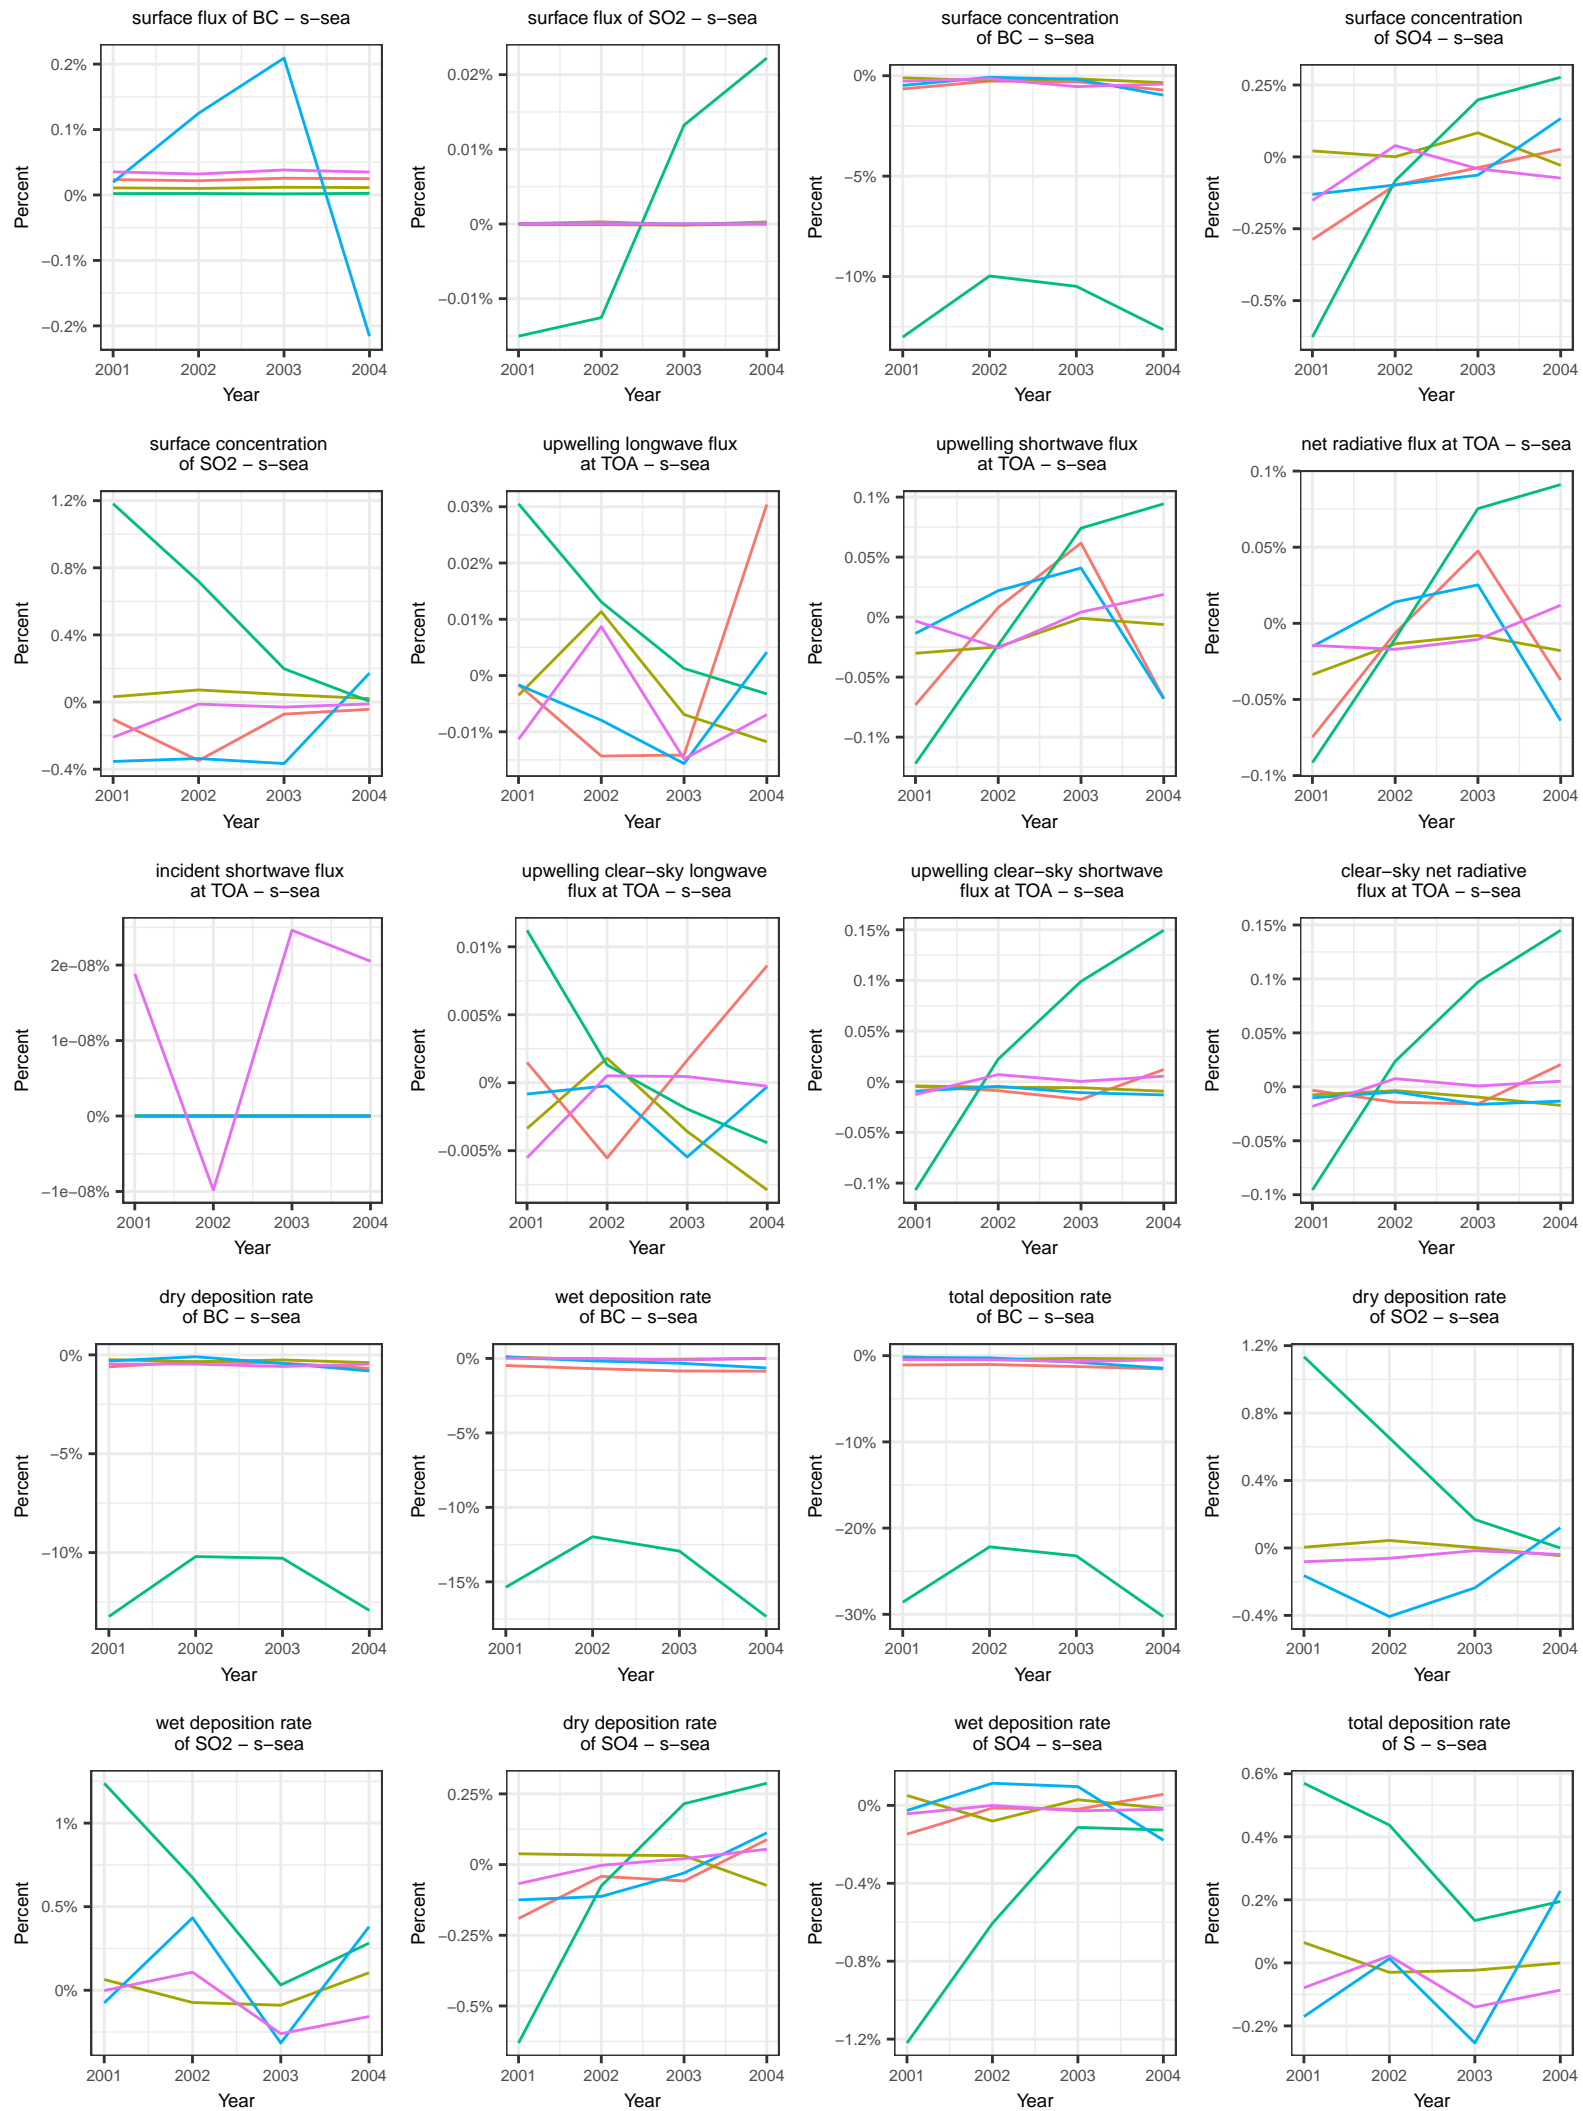 surface flux of BC − s−sea
0.2%
0.1%
0%
−0.1%
−0.2%
Percent
2001 2002 2003 2004
Year
surface flux of SO2 − s−sea
0.02%
0.01%
0%
−0.01%
Percent
2001 2002 2003 2004
Year
surface concentration
of BC − s−sea
0%
−5%
−10%
Percent
2001 2002 2003 2004
Year
surface concentration
of SO4 − s−sea
0.25%
0%
−0.25%
−0.5%
Percent
2001 2002 2003 2004
Year
surface concentration
of SO2 − s−sea
1.2%
0.8%
0.4%
0%
−0.4%
Percent
2001 2002 2003 2004
Year
upwelling longwave flux
at TOA − s−sea
0.03%
0.02%
0.01%
0%
−0.01%
Percent
2001 2002 2003 2004
Year
upwelling shortwave flux
at TOA − s−sea
0.1%
0.05%
0%
−0.05%
−0.1%
Percent
2001 2002 2003 2004
Year
net radiative flux at TOA − s−sea
0.1%
0.05%
0%
−0.05%
−0.1%
Percent
2001 2002 2003 2004
Year
incident shortwave flux
at TOA − s−sea
2e−08%
1e−08%
0%
−1e−08%
Percent
2001 2002 2003 2004
Year
upwelling clear−sky longwave
flux at TOA − s−sea
0.01%
0.005%
0%
−0.005%
Percent
2001 2002 2003 2004
Year
upwelling clear−sky shortwave
flux at TOA − s−sea
0.15%
0.1%
0.05%
0%
−0.05%
−0.1%
Percent
2001 2002 2003 2004
Year
clear−sky net radiative
flux at TOA − s−sea
0.15%
0.1%
0.05%
0%
−0.05%
−0.1%
Percent
2001 2002 2003 2004
Year
dry deposition rate
of BC − s−sea
0%
−5%
−10%
Percent
2001 2002 2003 2004
Year
wet deposition rate
of BC − s−sea
0%
−5%
−10%
−15%
Percent
2001 2002 2003 2004
Year
total deposition rate
of BC − s−sea
0%
−10%
−20%
−30%
Percent
2001 2002 2003 2004
Year
dry deposition rate
of SO2 − s−sea
1.2%
0.8%
0.4%
0%
−0.4%
Percent
2001 2002 2003 2004
Year
wet deposition rate
of SO2 − s−sea
1%
0.5%
0%
Percent
2001 2002 2003 2004
Year
dry deposition rate
of SO4 − s−sea
0.25%
0%
−0.25%
−0.5%
Percent
2001 2002 2003 2004
Year
wet deposition rate
of SO4 − s−sea
0%
−0.4%
−0.8%
−1.2%
Percent
2001 2002 2003 2004
Year
total deposition rate
of S − s−sea
0.6%
0.4%
0.2%
0%
−0.2%
Percent
2001 2002 2003 2004
Year